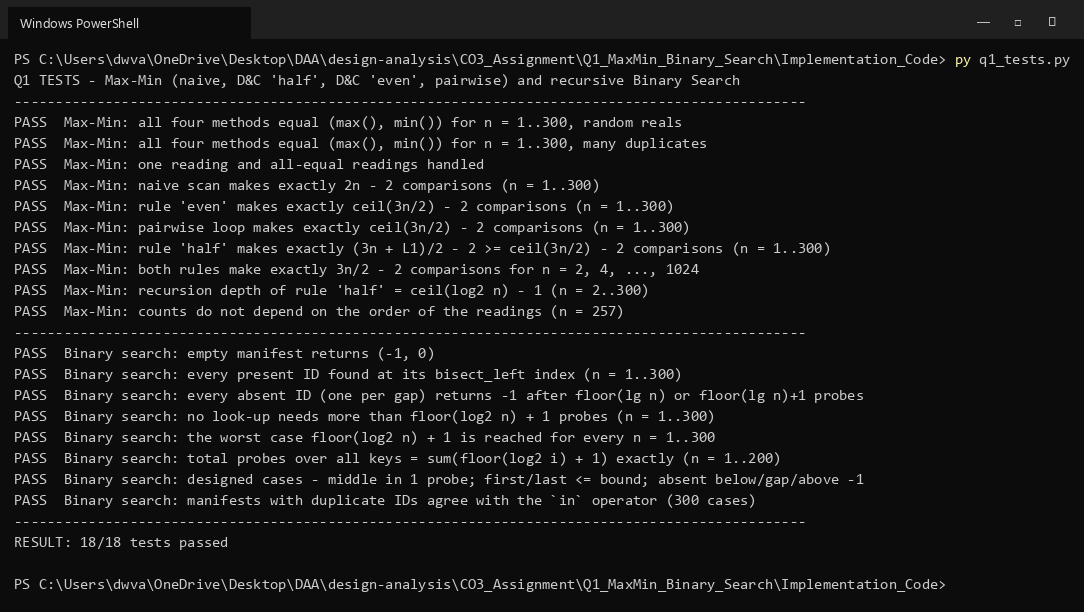 Windows PowerShell
PS C:\Users\dwva\OneDrive\Desktop\DAA\design-analysis\CO3_Assignment\Q1_MaxMin_Binary_Search\Implementation_Code> py q1_tests.py
Q1 TESTS - Max-Min (naive, D&C 'half', D&C 'even', pairwise) and recursive Binary Search
------------------------------------------------------------------------------------------------
PASS  Max-Min: all four methods equal (max(), min()) for n = 1..300, random reals
PASS  Max-Min: all four methods equal (max(), min()) for n = 1..300, many duplicates
PASS  Max-Min: one reading and all-equal readings handled
PASS  Max-Min: naive scan makes exactly 2n - 2 comparisons (n = 1..300)
PASS  Max-Min: rule 'even' makes exactly ceil(3n/2) - 2 comparisons (n = 1..300)
PASS  Max-Min: pairwise loop makes exactly ceil(3n/2) - 2 comparisons (n = 1..300)
PASS  Max-Min: rule 'half' makes exactly (3n + L1)/2 - 2 >= ceil(3n/2) - 2 comparisons (n = 1..300)
PASS  Max-Min: both rules make exactly 3n/2 - 2 comparisons for n = 2, 4, ..., 1024
PASS  Max-Min: recursion depth of rule 'half' = ceil(log2 n) - 1 (n = 2..300)
PASS  Max-Min: counts do not depend on the order of the readings (n = 257)
------------------------------------------------------------------------------------------------
PASS  Binary search: empty manifest returns (-1, 0)
PASS  Binary search: every present ID found at its bisect_left index (n = 1..300)
PASS  Binary search: every absent ID (one per gap) returns -1 after floor(lg n) or floor(lg n)+1 probes
PASS  Binary search: no look-up needs more than floor(log2 n) + 1 probes (n = 1..300)
PASS  Binary search: the worst case floor(log2 n) + 1 is reached for every n = 1..300
PASS  Binary search: total probes over all keys = sum(floor(log2 i) + 1) exactly (n = 1..200)
PASS  Binary search: designed cases - middle in 1 probe; first/last <= bound; absent below/gap/above -1
PASS  Binary search: manifests with duplicate IDs agree with the `in` operator (300 cases)
------------------------------------------------------------------------------------------------
RESULT: 18/18 tests passed
PS C:\Users\dwva\OneDrive\Desktop\DAA\design-analysis\CO3_Assignment\Q1_MaxMin_Binary_Search\Implementation_Code>